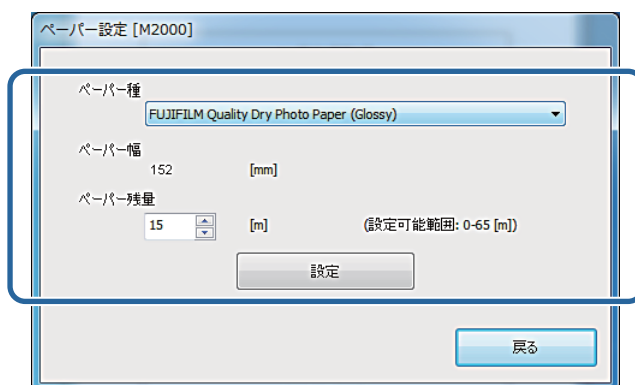 ペーパー設定 [M2000]
ペーパー種
FUJIFILM Quality Dry Photo Paper (Glossy)
ペーパー幅
152 [mm]
ペーパー残量
15 [m] (設定可能範囲: 0-65 [m])
設定
戻る